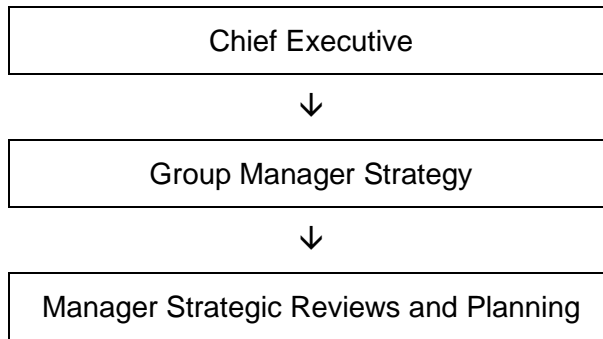 Chief Executive
↓
Group Manager Strategy
↓
Manager Strategic Reviews and Planning